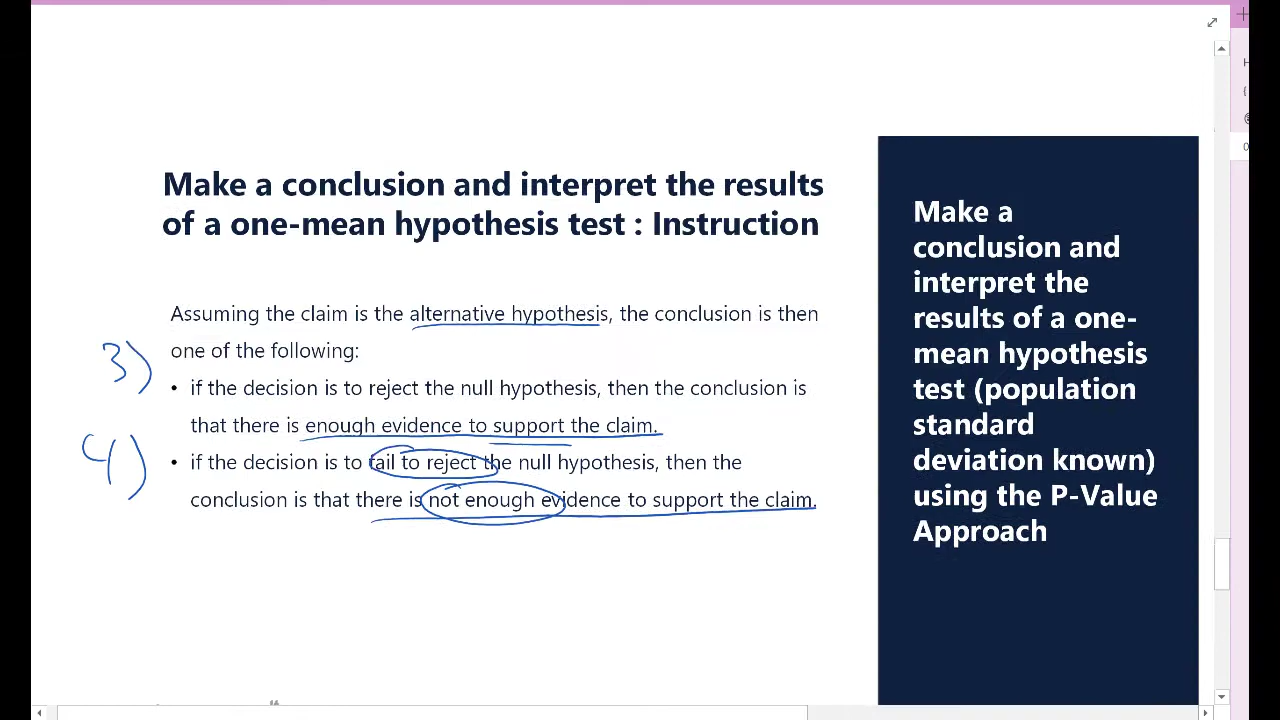 Make a conclusion and interpret the results
of a one-mean hypothesis test : Instruction
Assuming the claim is the alternative hypothesis, the conclusion is then
one of the following:
3)
• if the decision is to reject the null hypothesis, then the conclusion is
that there is enough evidence to support the claim.
4)
• if the decision is to fail to reject the null hypothesis, then the
conclusion is that there is not enough evidence to support the claim.
Make a
conclusion and
interpret the
results of a one-
mean hypothesis
test (population
standard
deviation known)
using the P-Value
Approach